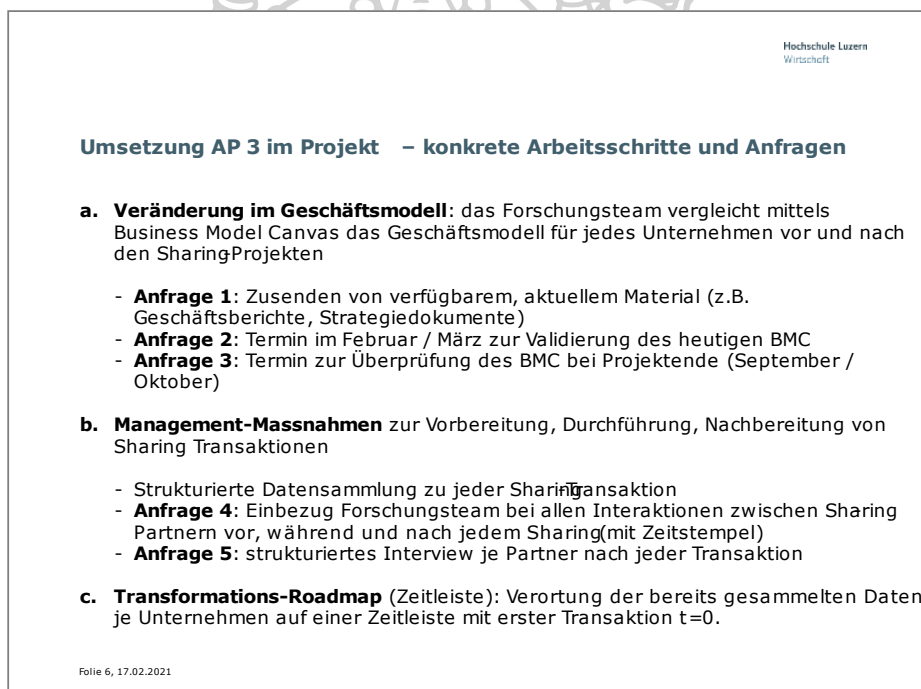 Hochschule Luzern
Wirtschaft
Umsetzung AP 3 im Projekt – konkrete Arbeitsschritte und Anfragen
a. Veränderung im Geschäftsmodell: das Forschungsteam vergleicht mittels
Business Model Canvas das Geschäftsmodell für jedes Unternehmen vor und nach
den Sharing-Projekten
- Anfrage 1: Zusenden von verfügbarem, aktuellem Material (z.B.
Geschäftsberichte, Strategiedokumente)
- Anfrage 2: Termin im Februar / März zur Validierung des heutigen BMC
- Anfrage 3: Termin zur Überprüfung des BMC bei Projektende (September /
Oktober)
b. Management-Massnahmen zur Vorbereitung, Durchführung, Nachbereitung von
Sharing Transaktionen
- Strukturierte Datensammlung zu jeder Sharing-Transaktion
- Anfrage 4: Einbezug Forschungsteam bei allen Interaktionen zwischen Sharing-
Partnern vor, während und nach jedem Sharing (mit Zeitstempel)
- Anfrage 5: strukturiertes Interview je Partner nach jeder Transaktion
c. Transformations-Roadmap (Zeitleiste): Verortung der bereits gesammelten Daten
je Unternehmen auf einer Zeitleiste mit erster Transaktion t=0.
Folie 6, 17.02.2021